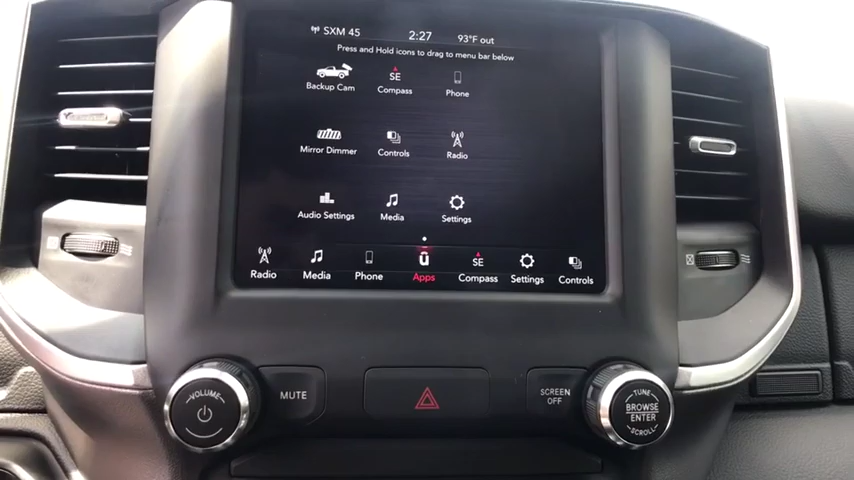 SXM 45 2:27 93°F out
Press and Hold icons to drag to menu bar below
SE
Backup Cam Compass Phone
Mirror Dimmer Controls Radio
Audio Settings Media Settings
û SE
Radio Media Phone Apps Compass Settings Controls
VOLUME
MUTE
SCREEN OFF
TUNE
BROWSE
ENTER
SCROLL